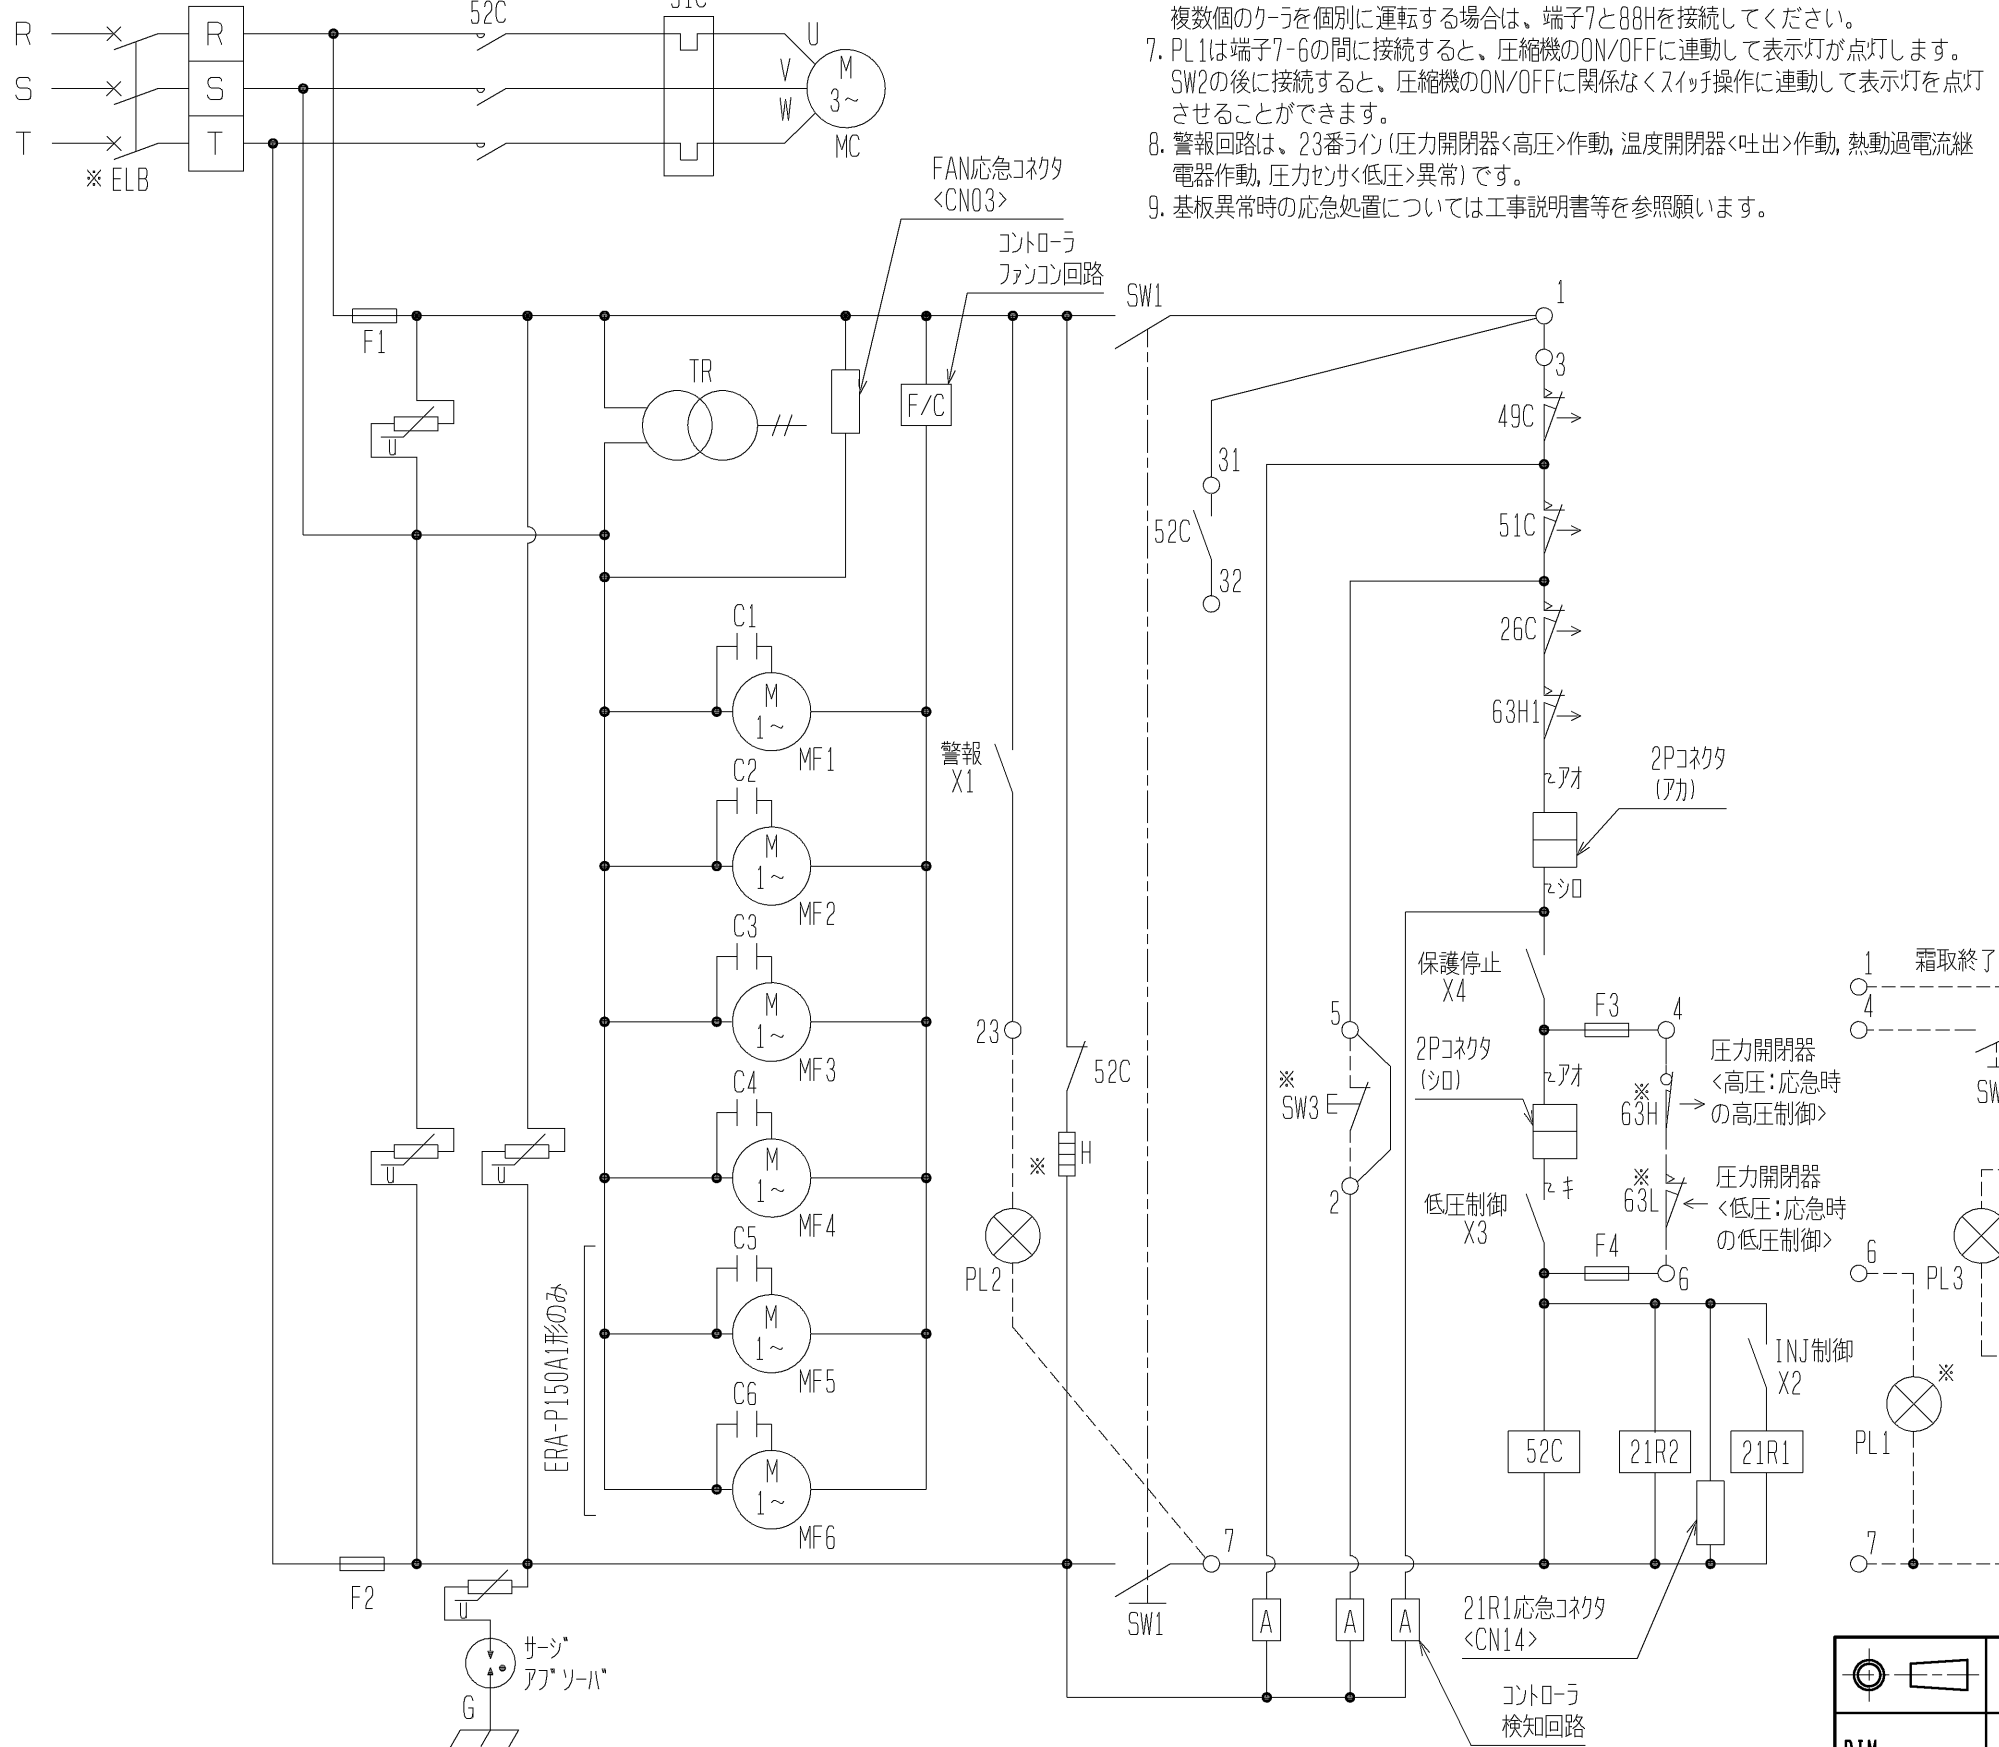 複数個のクーラを個別に運転する場合は、端子7と88Hを接続してください。
7. PL1は端子7-6の間に接続すると、圧縮機のON/OFFに連動して表示灯が点灯します。
SW2の後に接続すると、圧縮機のON/OFFに関係なくスイッチ操作に連動して表示灯を点灯
させることができます。
8. 警報回路は、23番ライン(圧力開閉器<高圧>作動, 温度開閉器<吐出>作動, 熱動過電流継
電器作動, 圧力センサ<低圧>異常)です。
9. 基板異常時の応急処置については工事説明書等を参照願います。
R
R
52C
51C
U
S
S
V
M
3~
W
T
T
MC
※ ELB
FAN応急コネクタ
<CN03>
コントローラ
ファンコン回路
SW1
1
F1
3
TR
F/C
49C
U
31
52C
51C
32
26C
C1
M
1~
MF1
63H1
警報
X1
アオ
2Pコネクタ
(アカ)
C2
M
1~
MF2
シロ
C3
M
1~
MF3
保護停止
X4
1
霜取終了
4
23
5
F3
4
2Pコネクタ
(シロ)
アオ
圧力開閉器
<高圧:応急時
の高圧制御>
※
63H
52C
※
SW3
SW
C4
M
1~
MF4
U
U
※
H
2
キ
低圧制御
X3
※
63L
圧力開閉器
<低圧:応急時
の低圧制御>
PL2
F4
6
6
PL3
C5
M
1~
MF5
ERA-P150A1形のみ
INJ制御
X2
※
PL1
C6
M
1~
MF6
52C
21R2
21R1
7
7
F2
SW1
A
A
A
21R1応急コネクタ
<CN14>
U
サージ
アブソーバ
G
コントローラ
検知回路
DIM